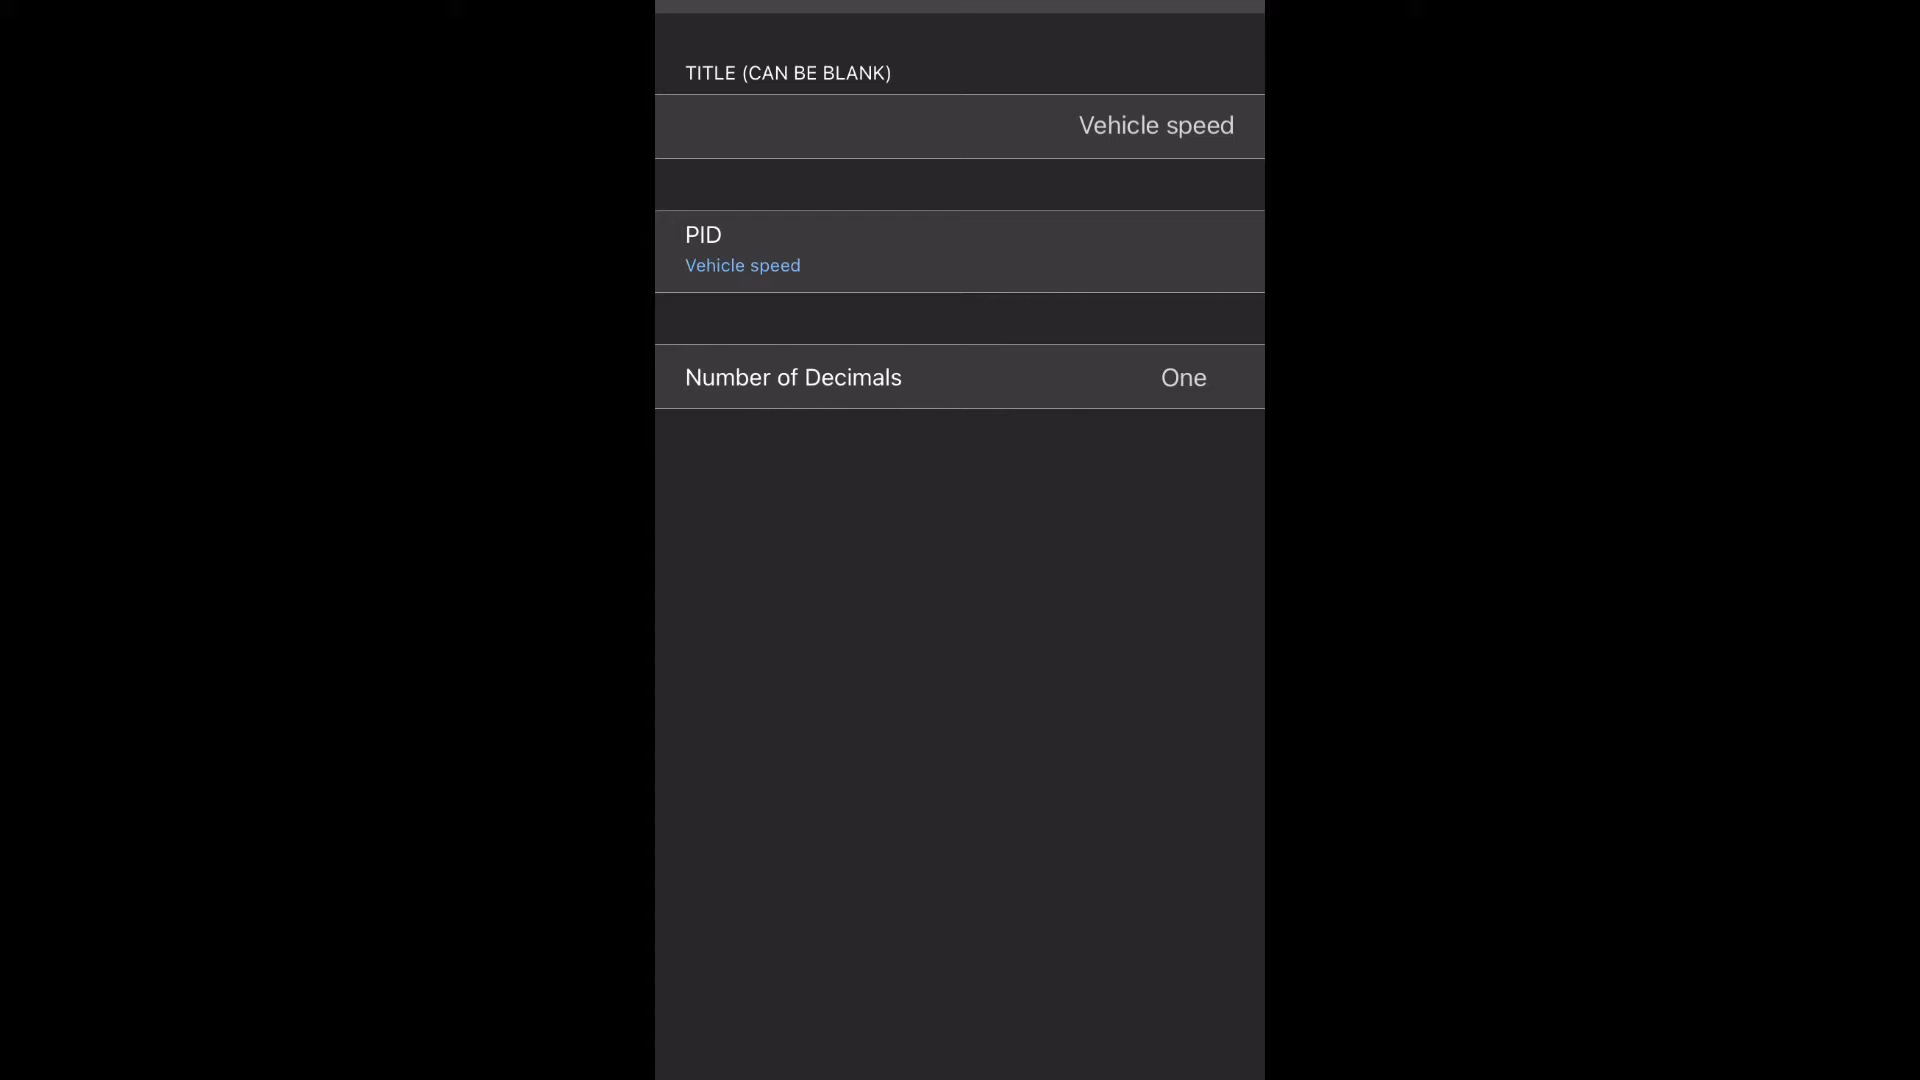 TITLE (CAN BE BLANK)
Vehicle speed
PID
Vehicle speed
Number of Decimals One